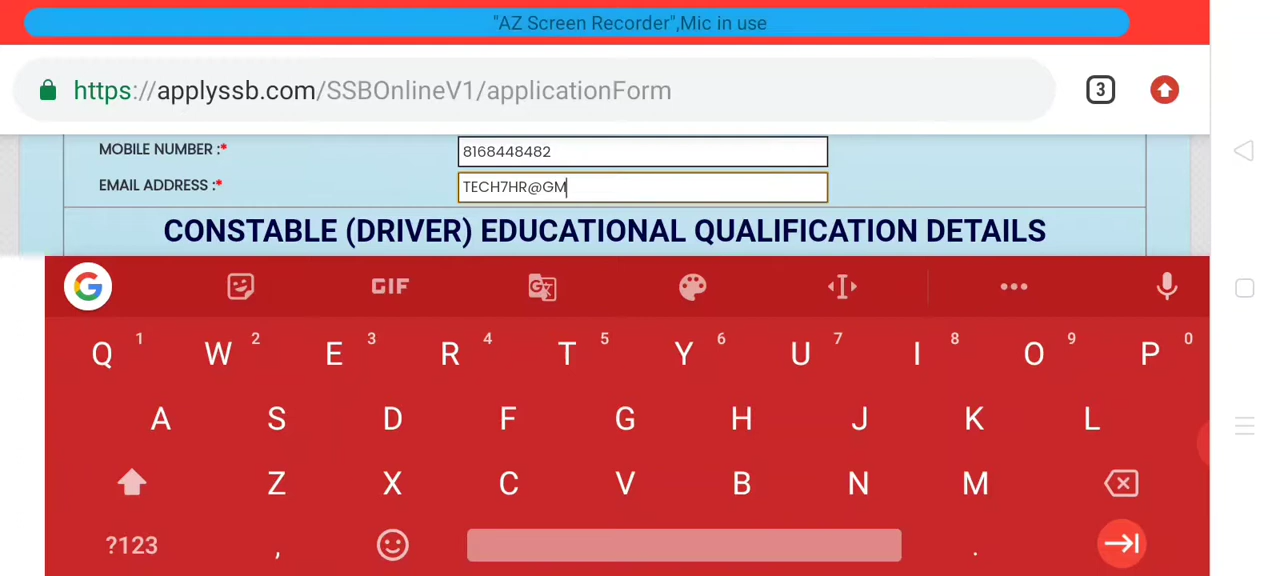 "AZ Screen Recorder",Mic in use
https://applyssb.com/SSBOnlineV1/applicationForm
3
MOBILE NUMBER :*
8168448482
EMAIL ADDRESS :*
TECH7HR@GM
CONSTABLE (DRIVER) EDUCATIONAL QUALIFICATION DETAILS
G GIF G
Q 1 W 2 E 3 R 4 T 5 Y 6 U 7 I 8 O 9 P 0
A S D F G H J K L
Z X C V B N M
?123 , .